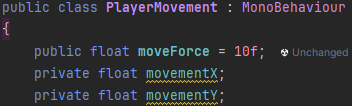 public class PlayerMovement : MonoBehaviour
{
public float moveForce = 10f; Unchanged
private float movementX;
private float movementY;